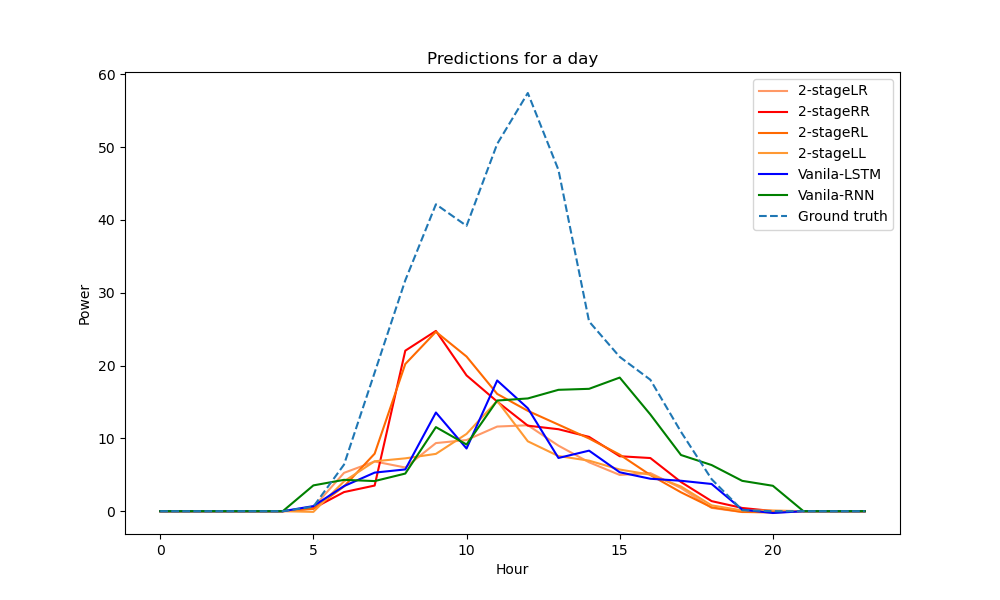 Predictions for a day
60
50
40
30
20
10
0
Power
0 5 10 15 20
Hour
2-stageLR
2-stageRR
2-stageRL
2-stageLL
Vanila-LSTM
Vanila-RNN
Ground truth